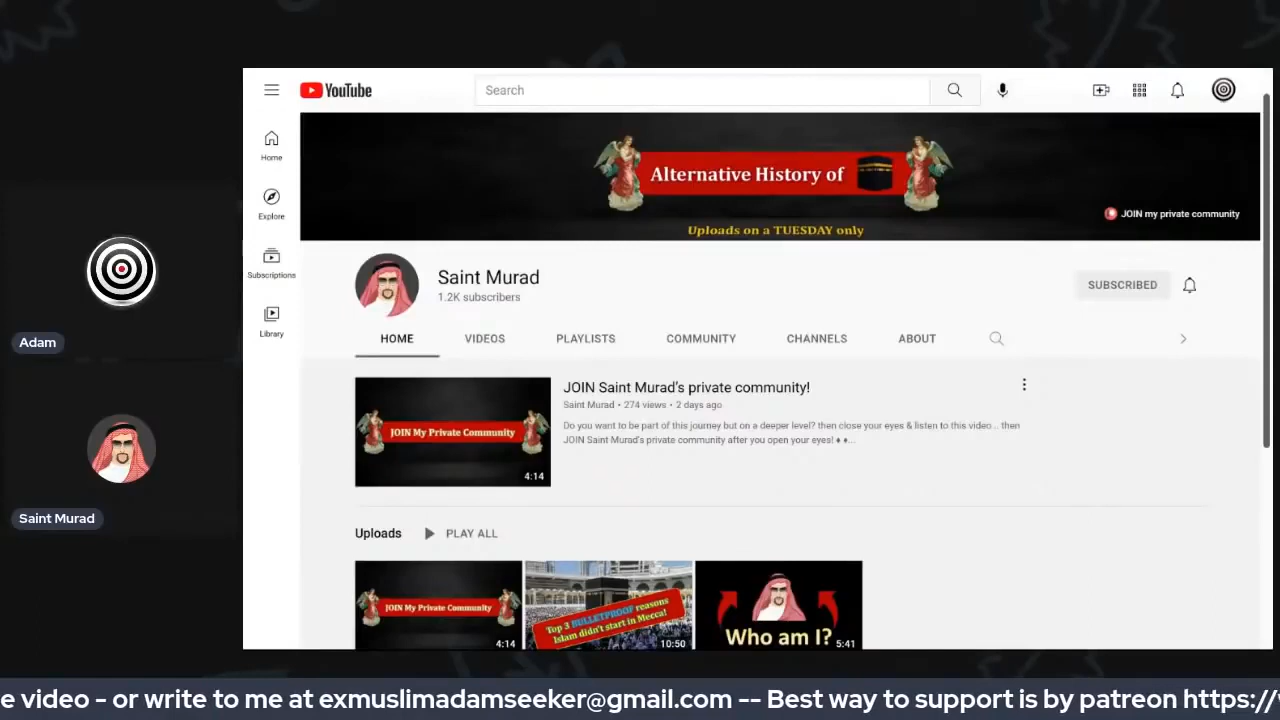 YouTube
Search
Home
Explore
Subscriptions
Library
Alternative History of
Uploads on a TUESDAY only
JOIN my private community
Saint Murad
1.2K subscribers
SUBSCRIBED
HOME VIDEOS PLAYLISTS COMMUNITY CHANNELS ABOUT
JOIN My Private Community
4:14
JOIN Saint Murad's private community!
Saint Murad • 274 views • 2 days ago
Do you want to be part of this journey but on a deeper level? then close your eyes & listen to this video... then
JOIN Saint Murad's private community after you open your eyes! ♦ ♦...
Uploads PLAY ALL
JOIN My Private Community
4:14
Top 3 BULLETPROOF reasons
Islam didn't start in Mecca!
10:50
Who am I?
5:41
Adam
Saint Murad
e video - or write to me at exmuslimadamseeker@gmail.com -- Best way to support is by patreon https://